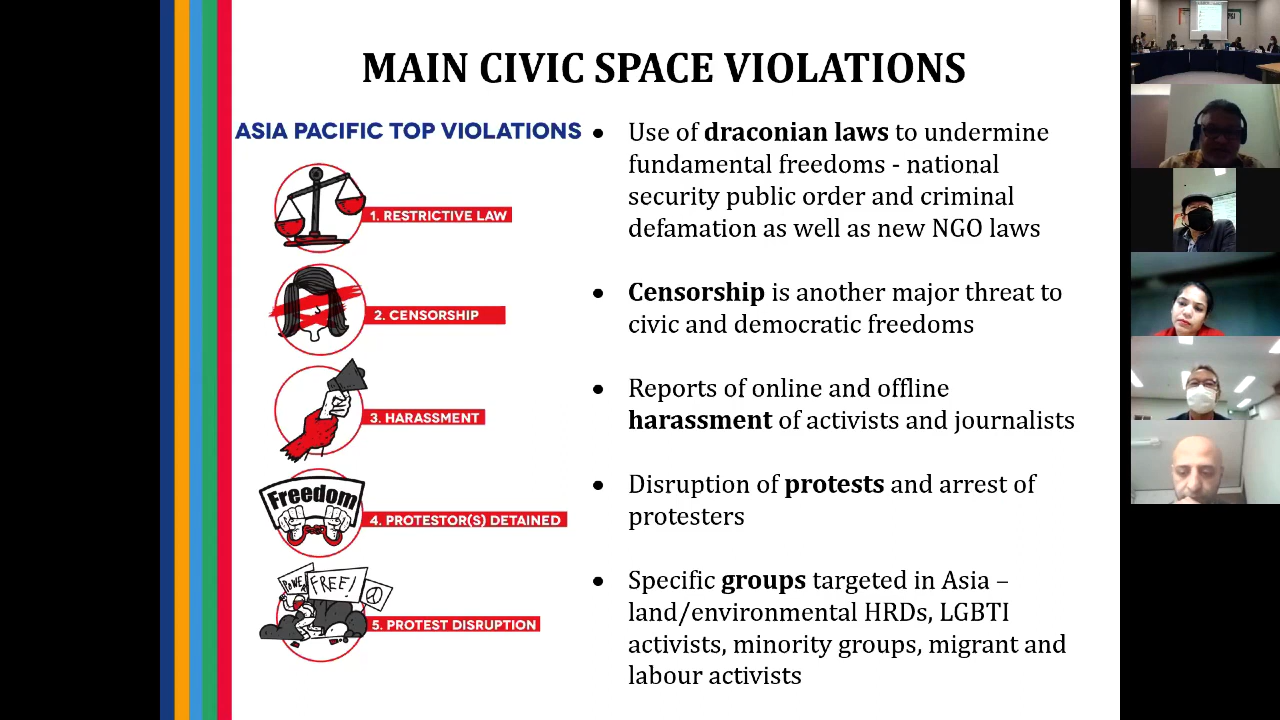 MAIN CIVIC SPACE VIOLATIONS
ASIA PACIFIC TOP VIOLATIONS
1. RESTRICTIVE LAW
2. CENSORSHIP
3. HARASSMENT
Freedom
4. PROTESTOR(S) DETAINED
POWER
FREE!
5. PROTEST DISRUPTION
• Use of draconian laws to undermine
fundamental freedoms - national
security public order and criminal
defamation as well as new NGO laws
• Censorship is another major threat to
civic and democratic freedoms
• Reports of online and offline
harassment of activists and journalists
• Disruption of protests and arrest of
protesters
• Specific groups targeted in Asia –
land/environmental HRDs, LGBTI
activists, minority groups, migrant and
labour activists